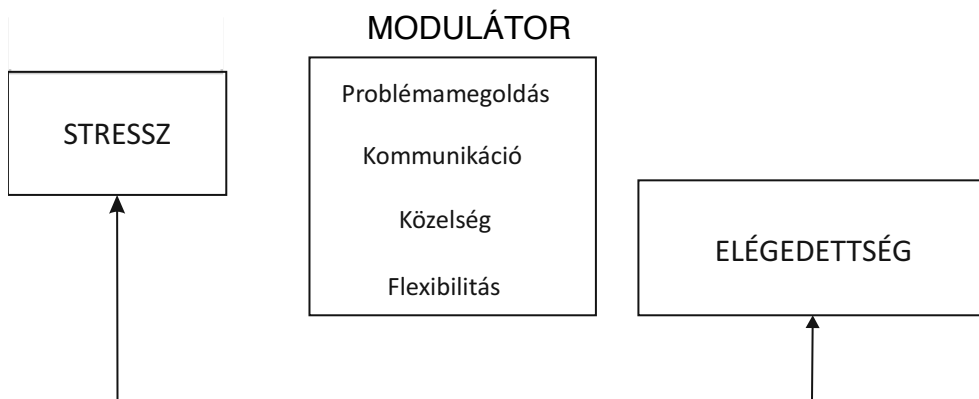 MODULÁTOR
STRESSZ
Problémamegoldás
Kommunikáció
Közelség
Flexibilitás
ELÉGEDETTSÉG